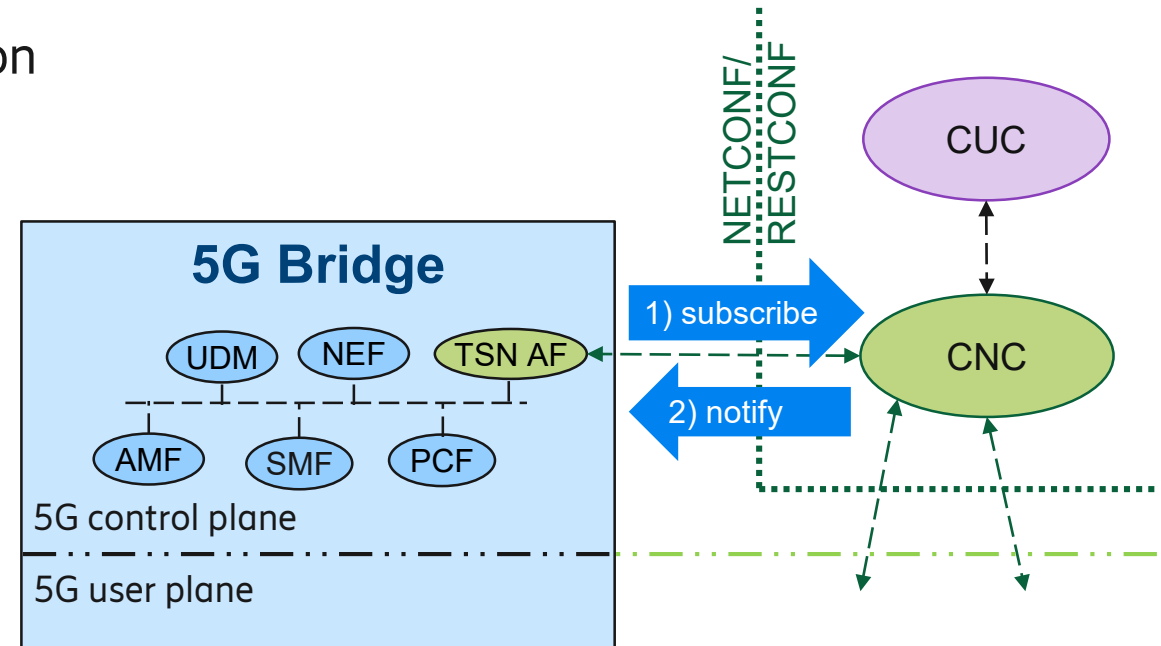 on
NETCONF/
RESTCONF
CUC
5G Bridge
1) subscribe
UDM
NEF
TSN AF
CNC
2) notify
AMF
SMF
PCF
5G control plane
5G user plane